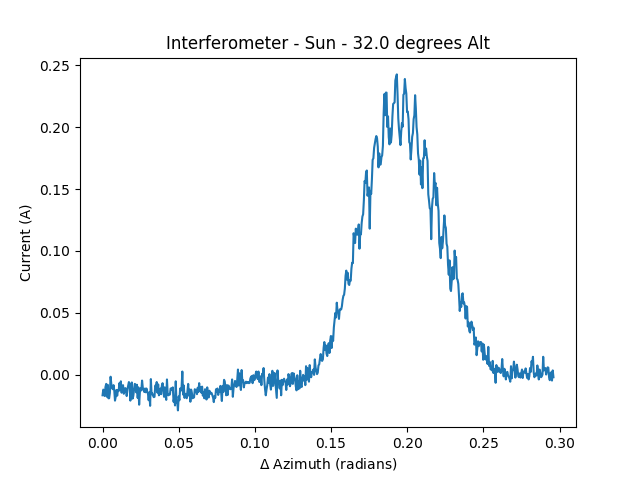 Interferometer - Sun - 32.0 degrees Alt
0.25
0.20
0.15
0.10
0.05
0.00
Current (A)
0.00 0.05 0.10 0.15 0.20 0.25 0.30
Δ Azimuth (radians)